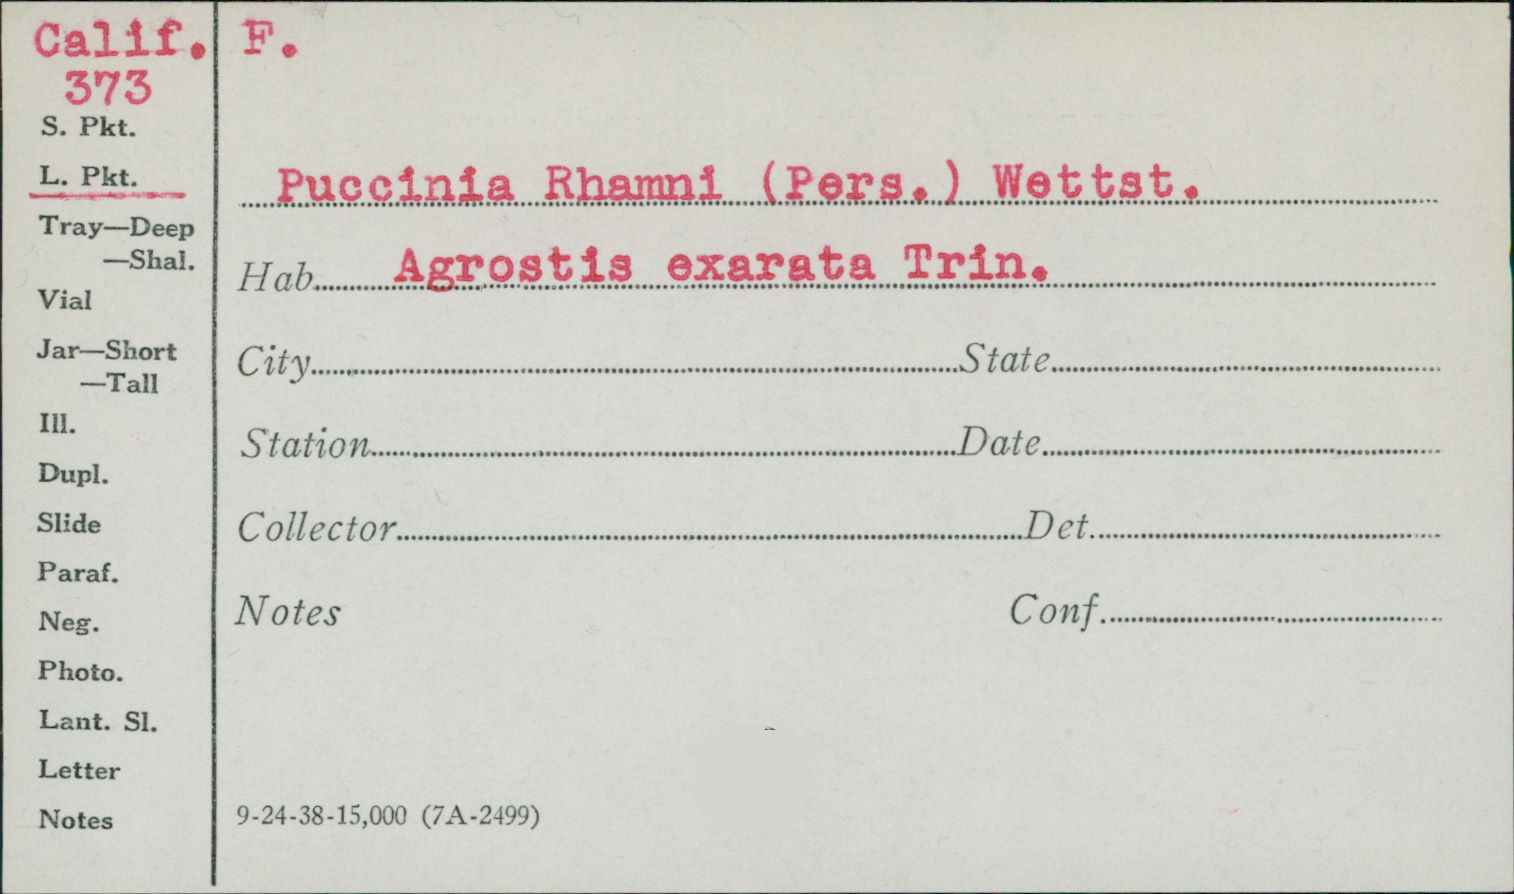 Calif. F.
373
S. Pkt.
L. Pkt.
Puccinia Rhamni (Pers.) Wettst.
Tray—Deep
—Shal.
Hab. Agrostis exarata Trin.
Vial
Jar—Short
—Tall
City State
Ill.
Station Date
Dupl.
Slide
Collector Det.
Paraf.
Neg.
Notes Conf.
Photo.
Lant. Sl.
Letter
Notes
9-24-38-15,000 (7A-2499)